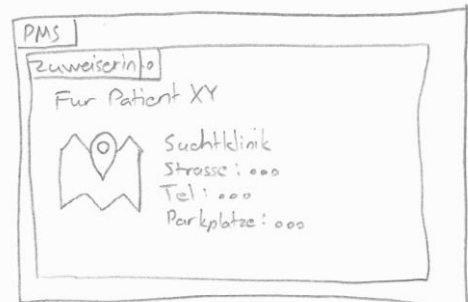 PMS
Zuweiserinfo
Fur Patient XY
Suchtklinik
Strasse: ooo
Tel: ooo
Parkplatze: ooo